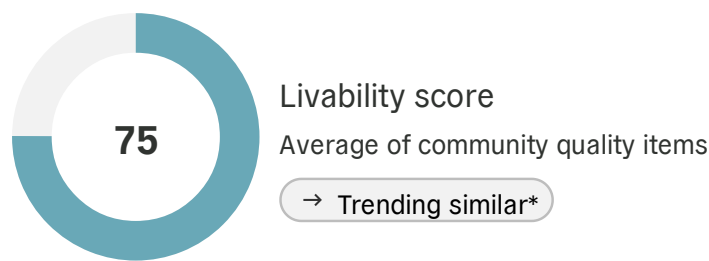 75
Livability score
Average of community quality items
→ Trending similar*